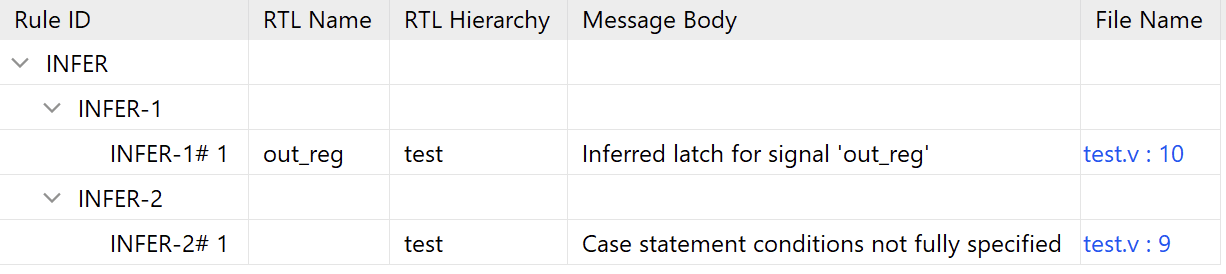 Rule ID RTL Name RTL Hierarchy Message Body File Name
INFER
INFER-1
INFER-1# 1 out_reg test Inferred latch for signal 'out_reg' test.v : 10
INFER-2
INFER-2# 1 test Case statement conditions not fully specified test.v : 9